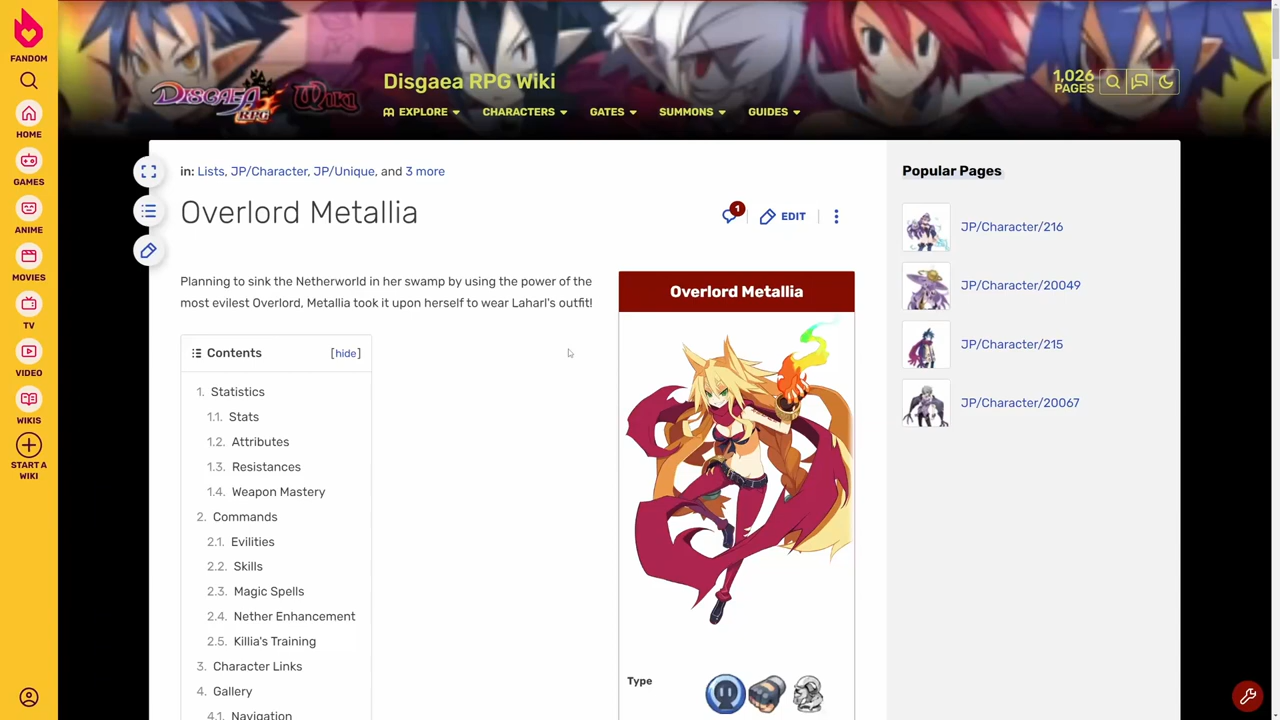 FANDOM
HOME
GAMES
ANIME
MOVIES
TV
VIDEO
WIKIS
START A
WIKI
DISGAEA
RPG
Wiki
Disgaea RPG Wiki
EXPLORE
CHARACTERS
GATES
SUMMONS
GUIDES
1,026
PAGES
in: Lists, JP/Character, JP/Unique, and 3 more
Overlord Metallia
1
EDIT
Planning to sink the Netherworld in her swamp by using the power of the
most evilest Overlord, Metallia took it upon herself to wear Laharl's outfit!
Contents [hide]
1. Statistics
1.1. Stats
1.2. Attributes
1.3. Resistances
1.4. Weapon Mastery
2. Commands
2.1. Evilities
2.2. Skills
2.3. Magic Spells
2.4. Nether Enhancement
2.5. Killia's Training
3. Character Links
4. Gallery
4.1. Navigation
Overlord Metallia
Type
Popular Pages
JP/Character/216
JP/Character/20049
JP/Character/215
JP/Character/20067